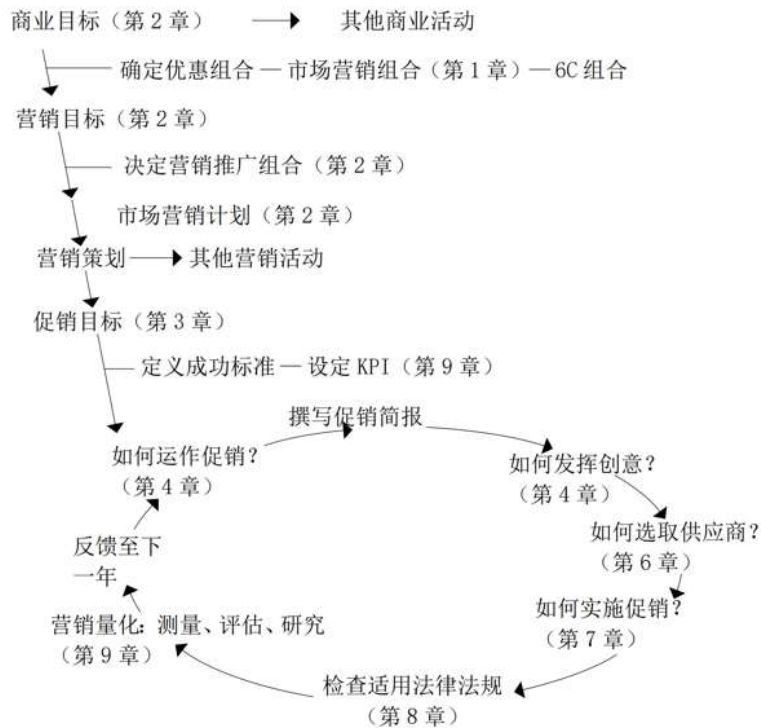 商业目标（第 2 章） 其他商业活动
确定优惠组合 — 市场营销组合（第 1 章）— 6C 组合
营销目标（第 2 章）
决定营销推广组合（第 2 章）
市场营销计划（第 2 章）
营销策划 其他营销活动
促销目标（第 3 章）
定义成功标准 — 设定 KPI（第 9 章）
撰写促销简报
如何运作促销？
（第 4 章）
如何发挥创意？
（第 4 章）
如何选取供应商？
（第 6 章）
如何实施促销？
（第 7 章）
检查适用法律法规
（第 8 章）
营销量化：测量、评估、研究
（第 9 章）
反馈至下
一年